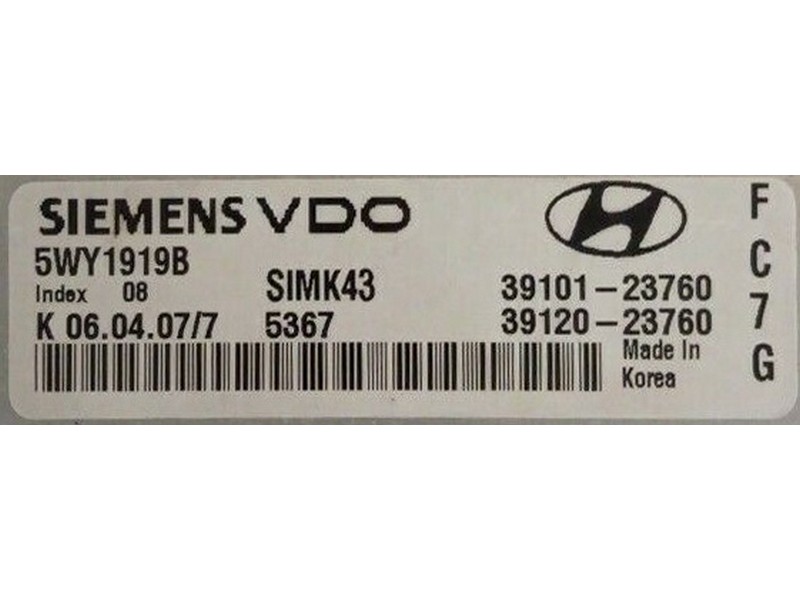 SIEMENS VDO
5WY1919B
Index 08 SIMK43 39101-23760
K 06.04.07/7 5367 39120-23760
Made In
Korea
F
C
7
G